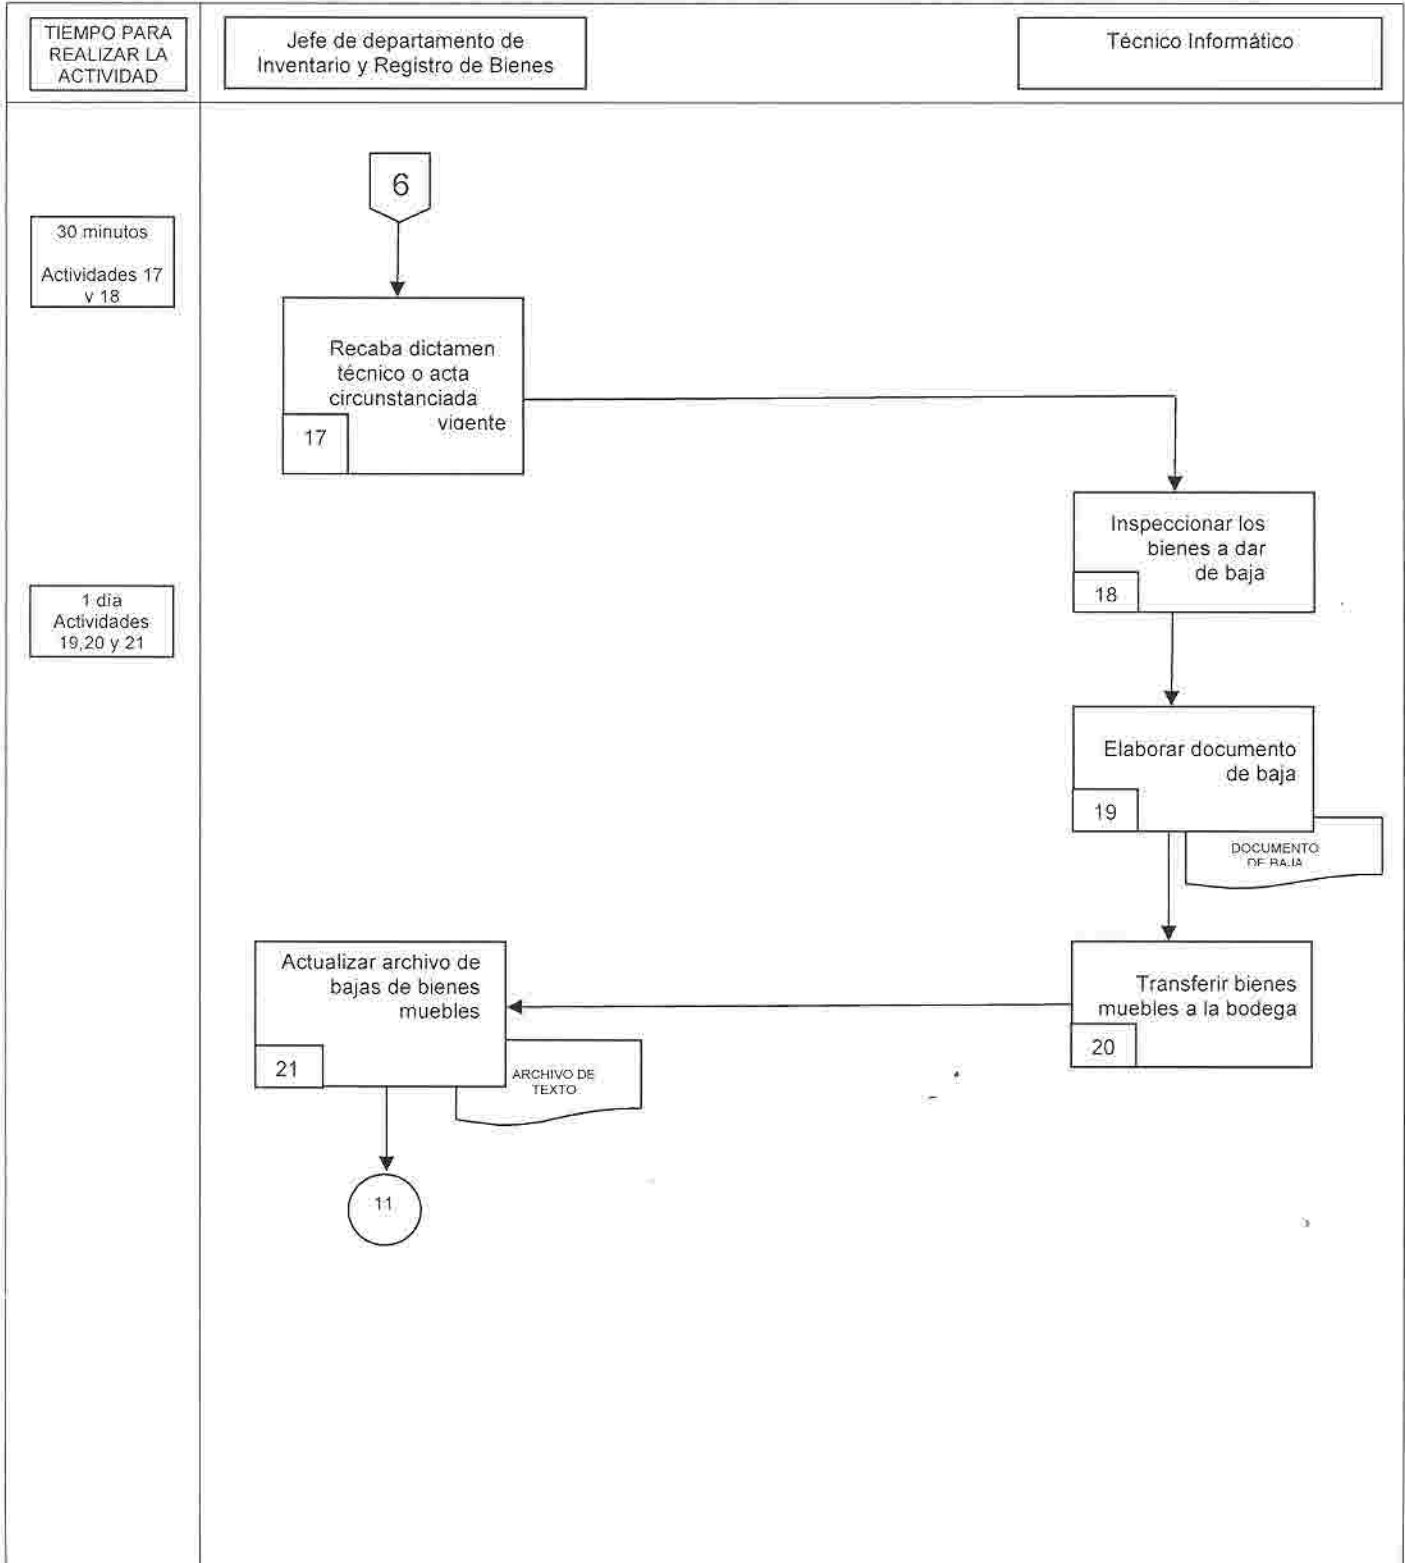 TIEMPO PARA
REALIZAR LA
ACTIVIDAD
Jefe de departamento de
Inventario y Registro de Bienes
Técnico Informático
6
30 minutos
Actividades 17
y 18
Recaba dictamen
técnico o acta
circunstanciada
vigente
17
Inspeccionar los
bienes a dar
de baja
18
1 día
Actividades
19,20 y 21
Elaborar documento
de baja
19
DOCUMENTO
DE BAJA
Actualizar archivo de
bajas de bienes
muebles
21
ARCHIVO DE
TEXTO
Transferir bienes
muebles a la bodega
20
11